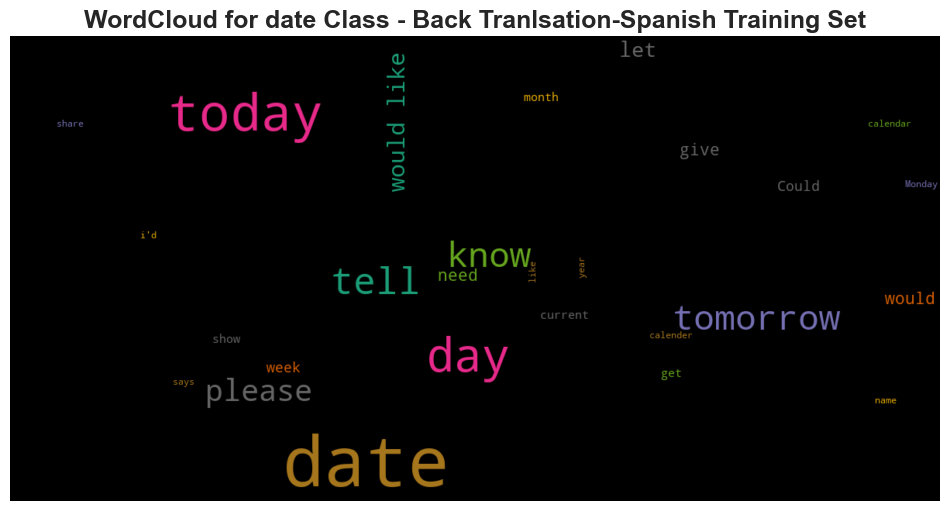 WordCloud for date Class - Back Tranlsation-Spanish Training Set
let
would like
month
today
share
calendar
give
Could
Monday
i'd
know
like
year
need
tell
would
tomorrow
current
calender
show
day
week
get
says
please
name
date